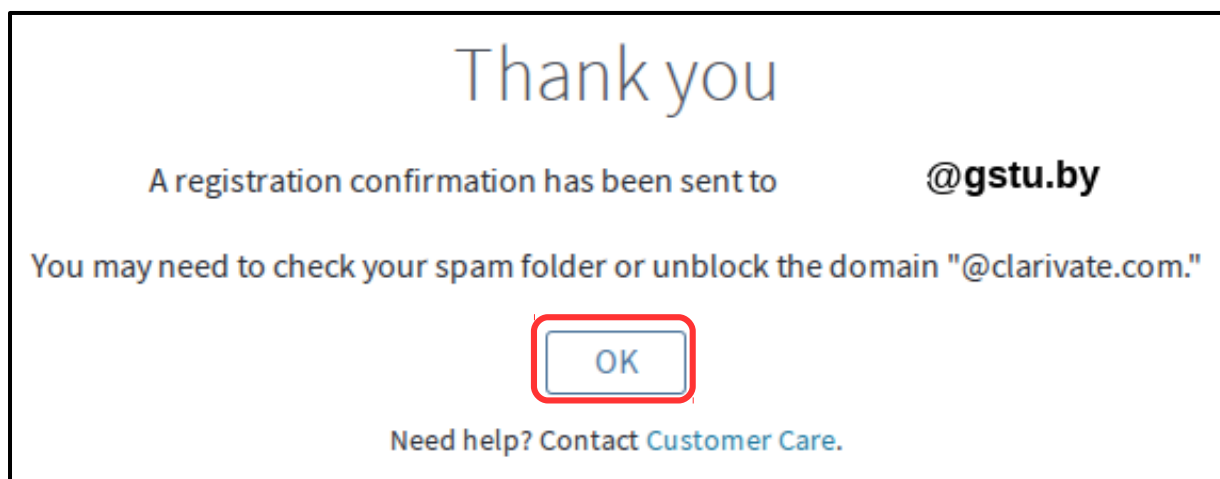 Thank you
A registration confirmation has been sent to @gstu.by
You may need to check your spam folder or unblock the domain "@clarivate.com."
OK
Need help? Contact Customer Care.